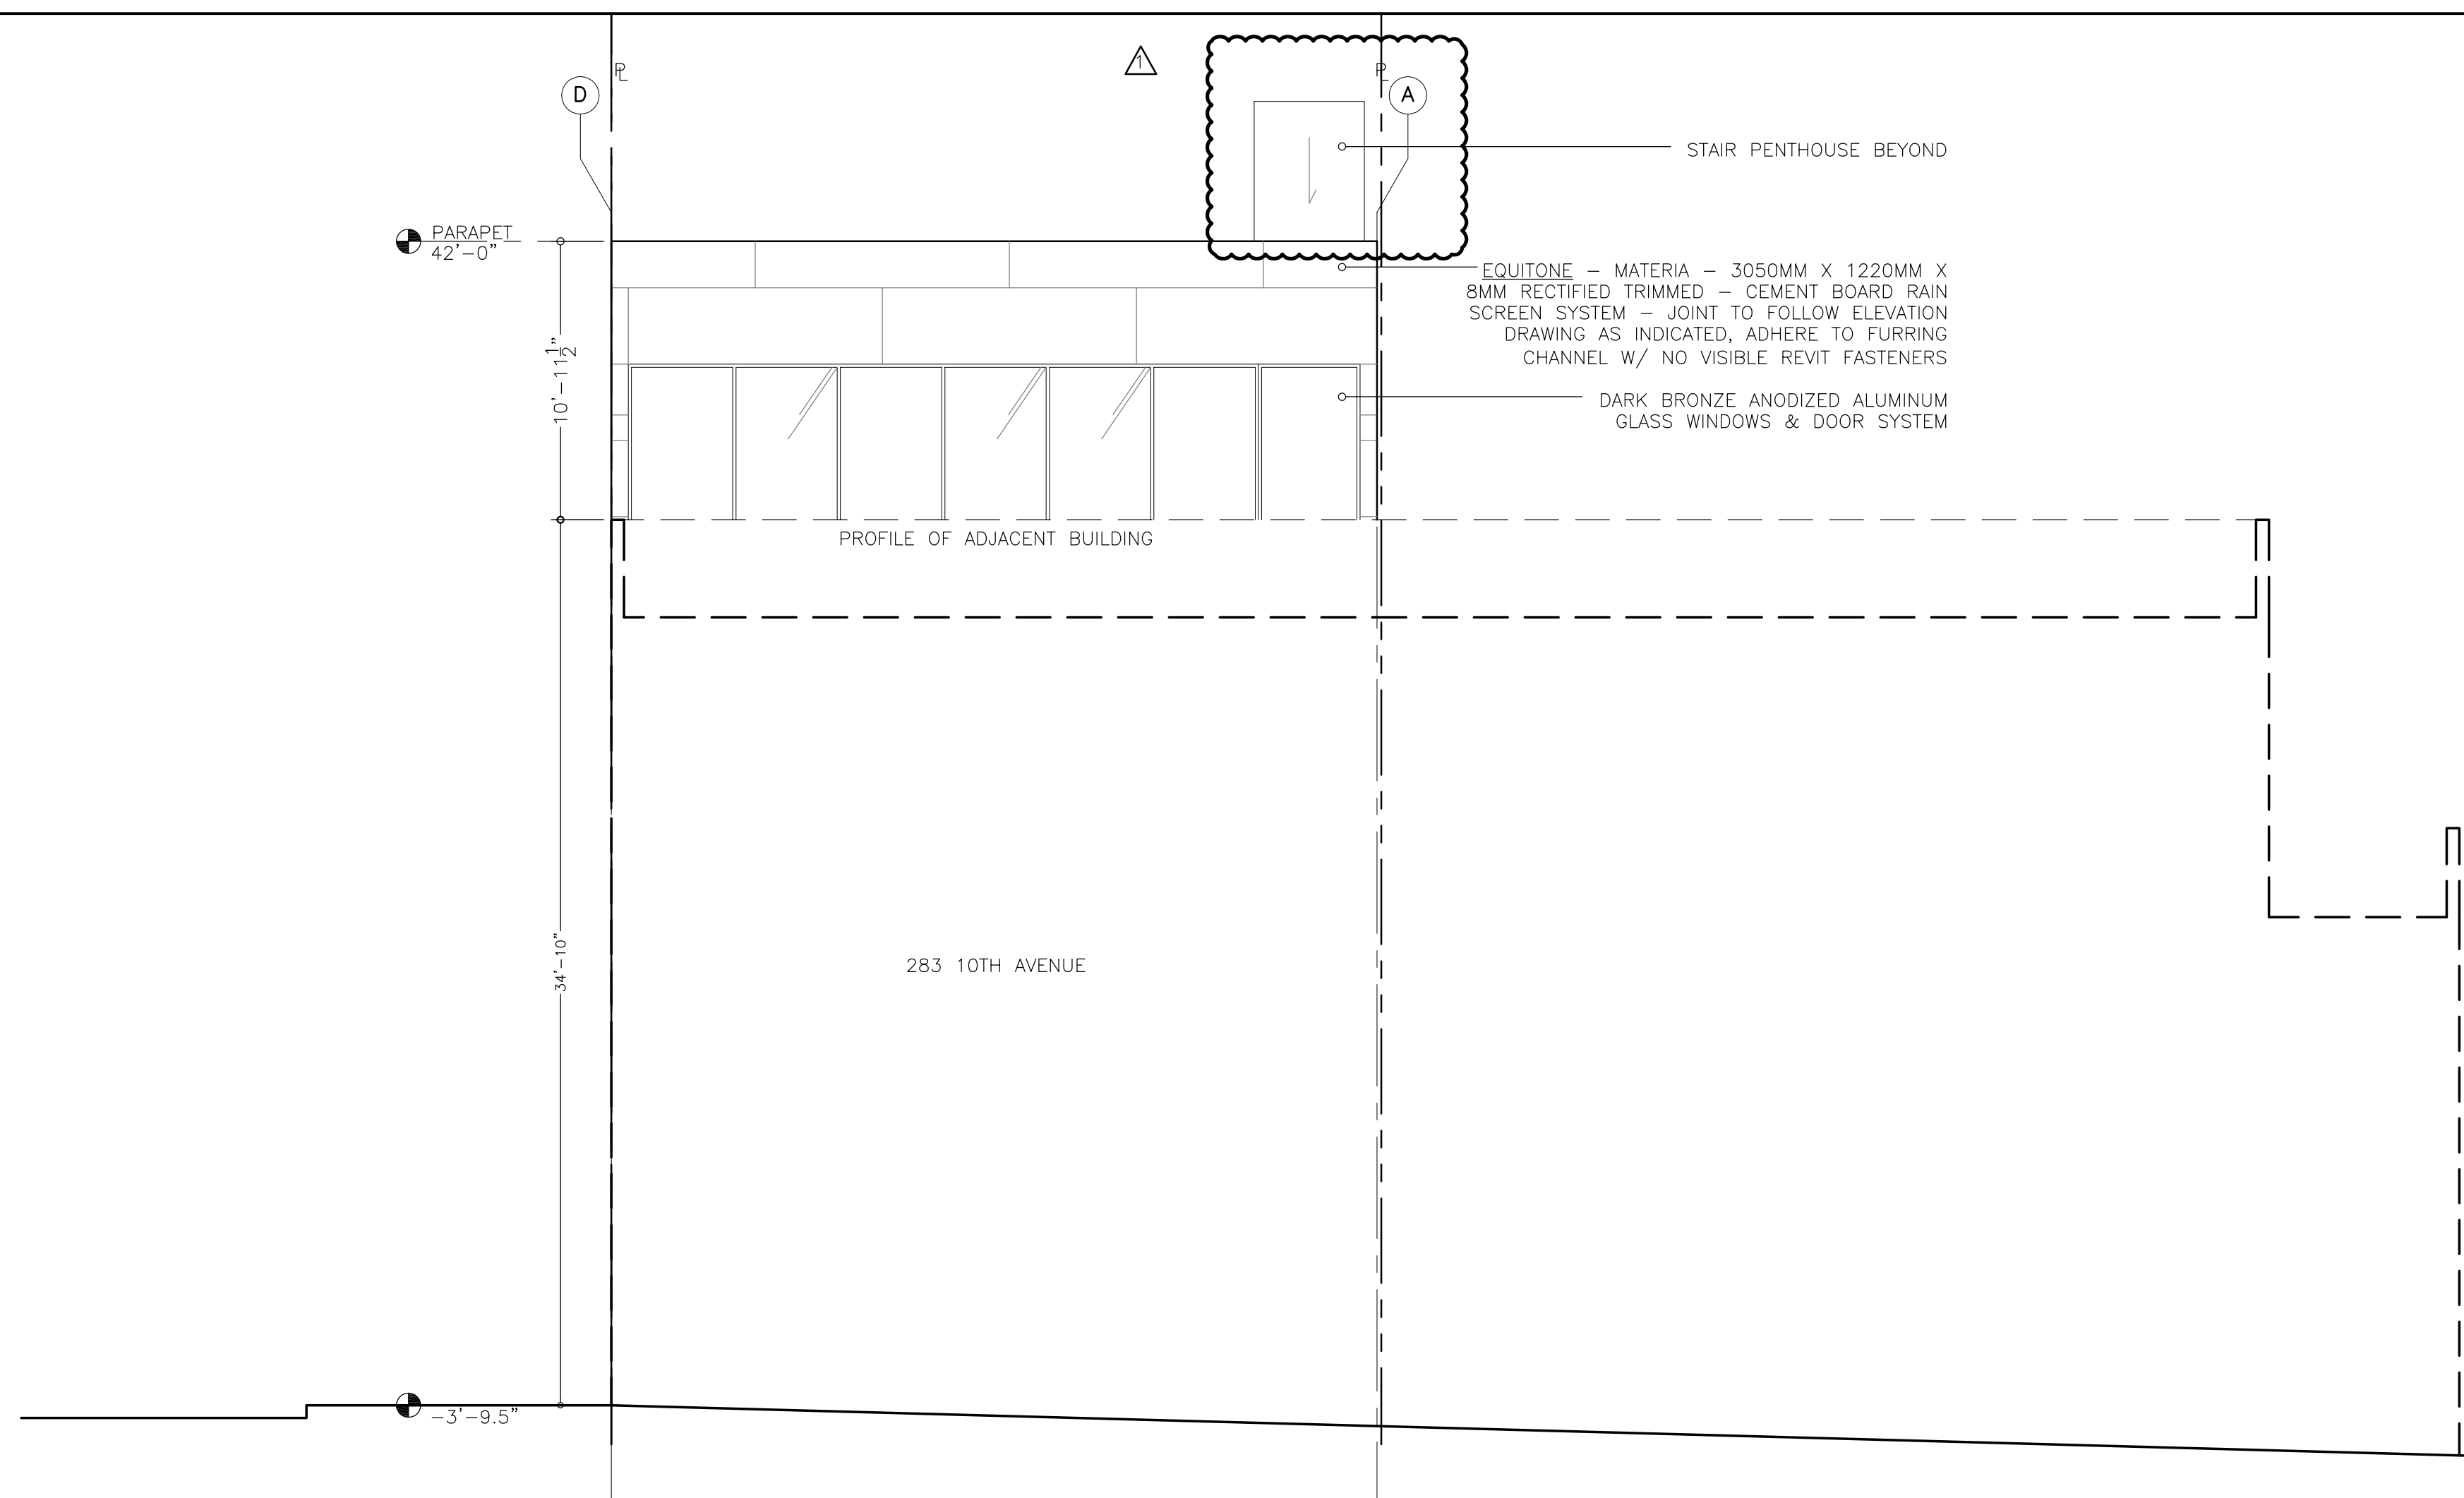 1
PL
PL
D
A
STAIR PENTHOUSE BEYOND
PARAPET
42'-0"
EQUITONE - MATERIA - 3050MM X 1220MM X
8MM RECTIFIED TRIMMED - CEMENT BOARD RAIN
SCREEN SYSTEM - JOINT TO FOLLOW ELEVATION
DRAWING AS INDICATED, ADHERE TO FURRING
CHANNEL W/ NO VISIBLE REVIT FASTENERS
10'-11 1/2"
DARK BRONZE ANODIZED ALUMINUM
GLASS WINDOWS & DOOR SYSTEM
PROFILE OF ADJACENT BUILDING
34'-10"
283 10TH AVENUE
-3'-9.5"